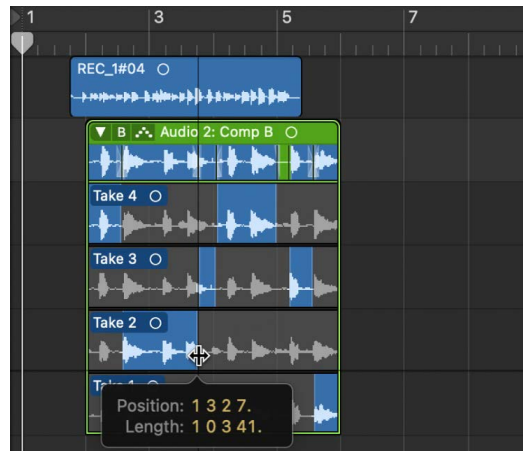 1 3 5 7
REC_1#04
B Audio 2: Comp B
Take 4
Take 3
Take 2
Position: 1 3 2 7.
Length: 1 0 3 41.